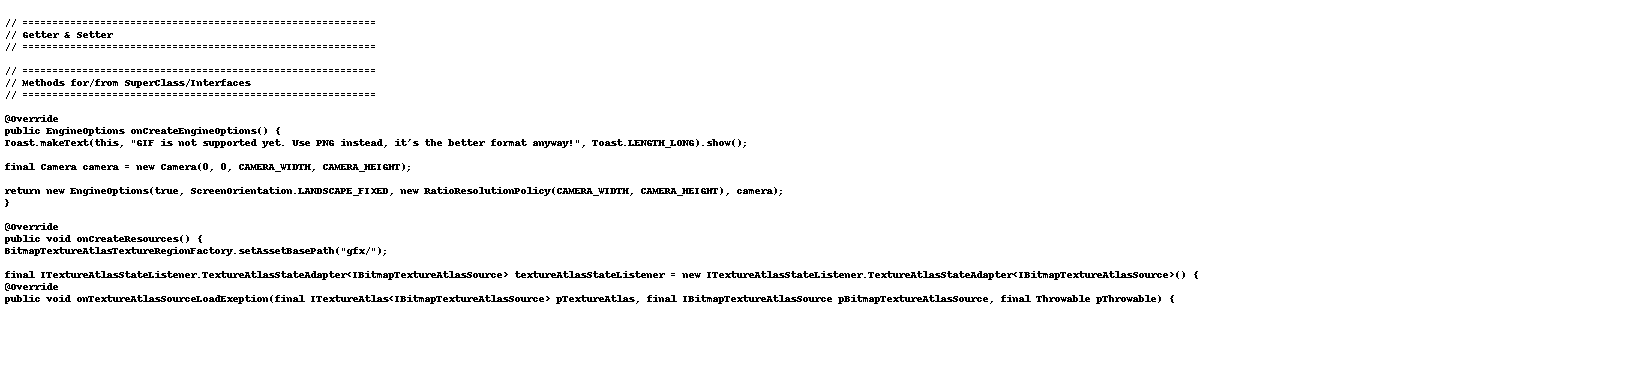 // ===========================================================
// Getter & Setter
// ===========================================================
// ===========================================================
// Methods for/from SuperClass/Interfaces
// ===========================================================
@Override
public EngineOptions onCreateEngineOptions() {
Toast.makeText(this, "GIF is not supported yet. Use PNG instead, it's the better format anyway!", Toast.LENGTH_LONG).show();
final Camera camera = new Camera(0, 0, CAMERA_WIDTH, CAMERA_HEIGHT);
return new EngineOptions(true, ScreenOrientation.LANDSCAPE_FIXED, new RatioResolutionPolicy(CAMERA_WIDTH, CAMERA_HEIGHT), camera);
}
@Override
public void onCreateResources() {
BitmapTextureAtlasTextureRegionFactory.setAssetBasePath("gfx/");
final ITextureAtlasStateListener.TextureAtlasStateAdapter<IBitmapTextureAtlasSource> textureAtlasStateListener = new ITextureAtlasStateListener.TextureAtlasStateAdapter<IBitmapTextureAtlasSource>() {
@Override
public void onTextureAtlasSourceLoadExeption(final ITextureAtlas<IBitmapTextureAtlasSource> pTextureAtlas, final IBitmapTextureAtlasSource pBitmapTextureAtlasSource, final Throwable pThrowable) {